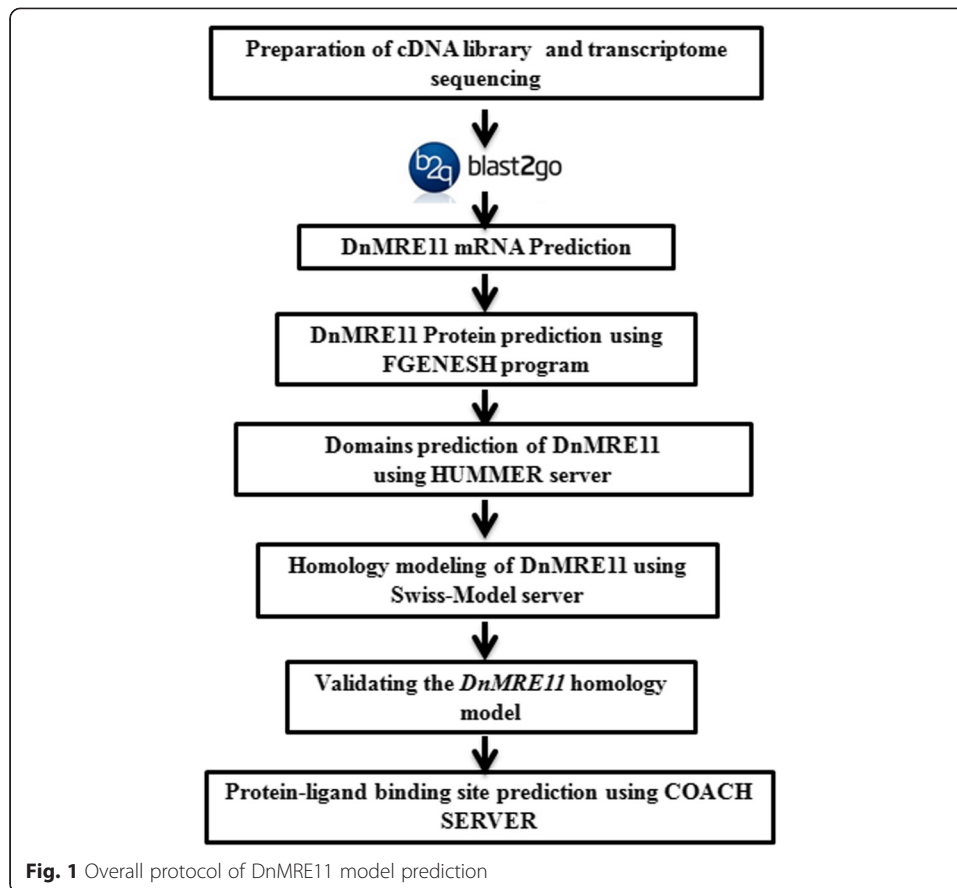 Preparation of cDNA library and transcriptome
sequencing
b2g blast2go
DnMRE11 mRNA Prediction
DnMRE11 Protein prediction using
FGENESH program
Domains prediction of DnMRE11
using HUMMER server
Homology modeling of DnMRE11 using
Swiss-Model server
Validating the DnMRE11 homology
model
Protein-ligand binding site prediction using COACH
SERVER
Fig. 1 Overall protocol of DnMRE11 model prediction